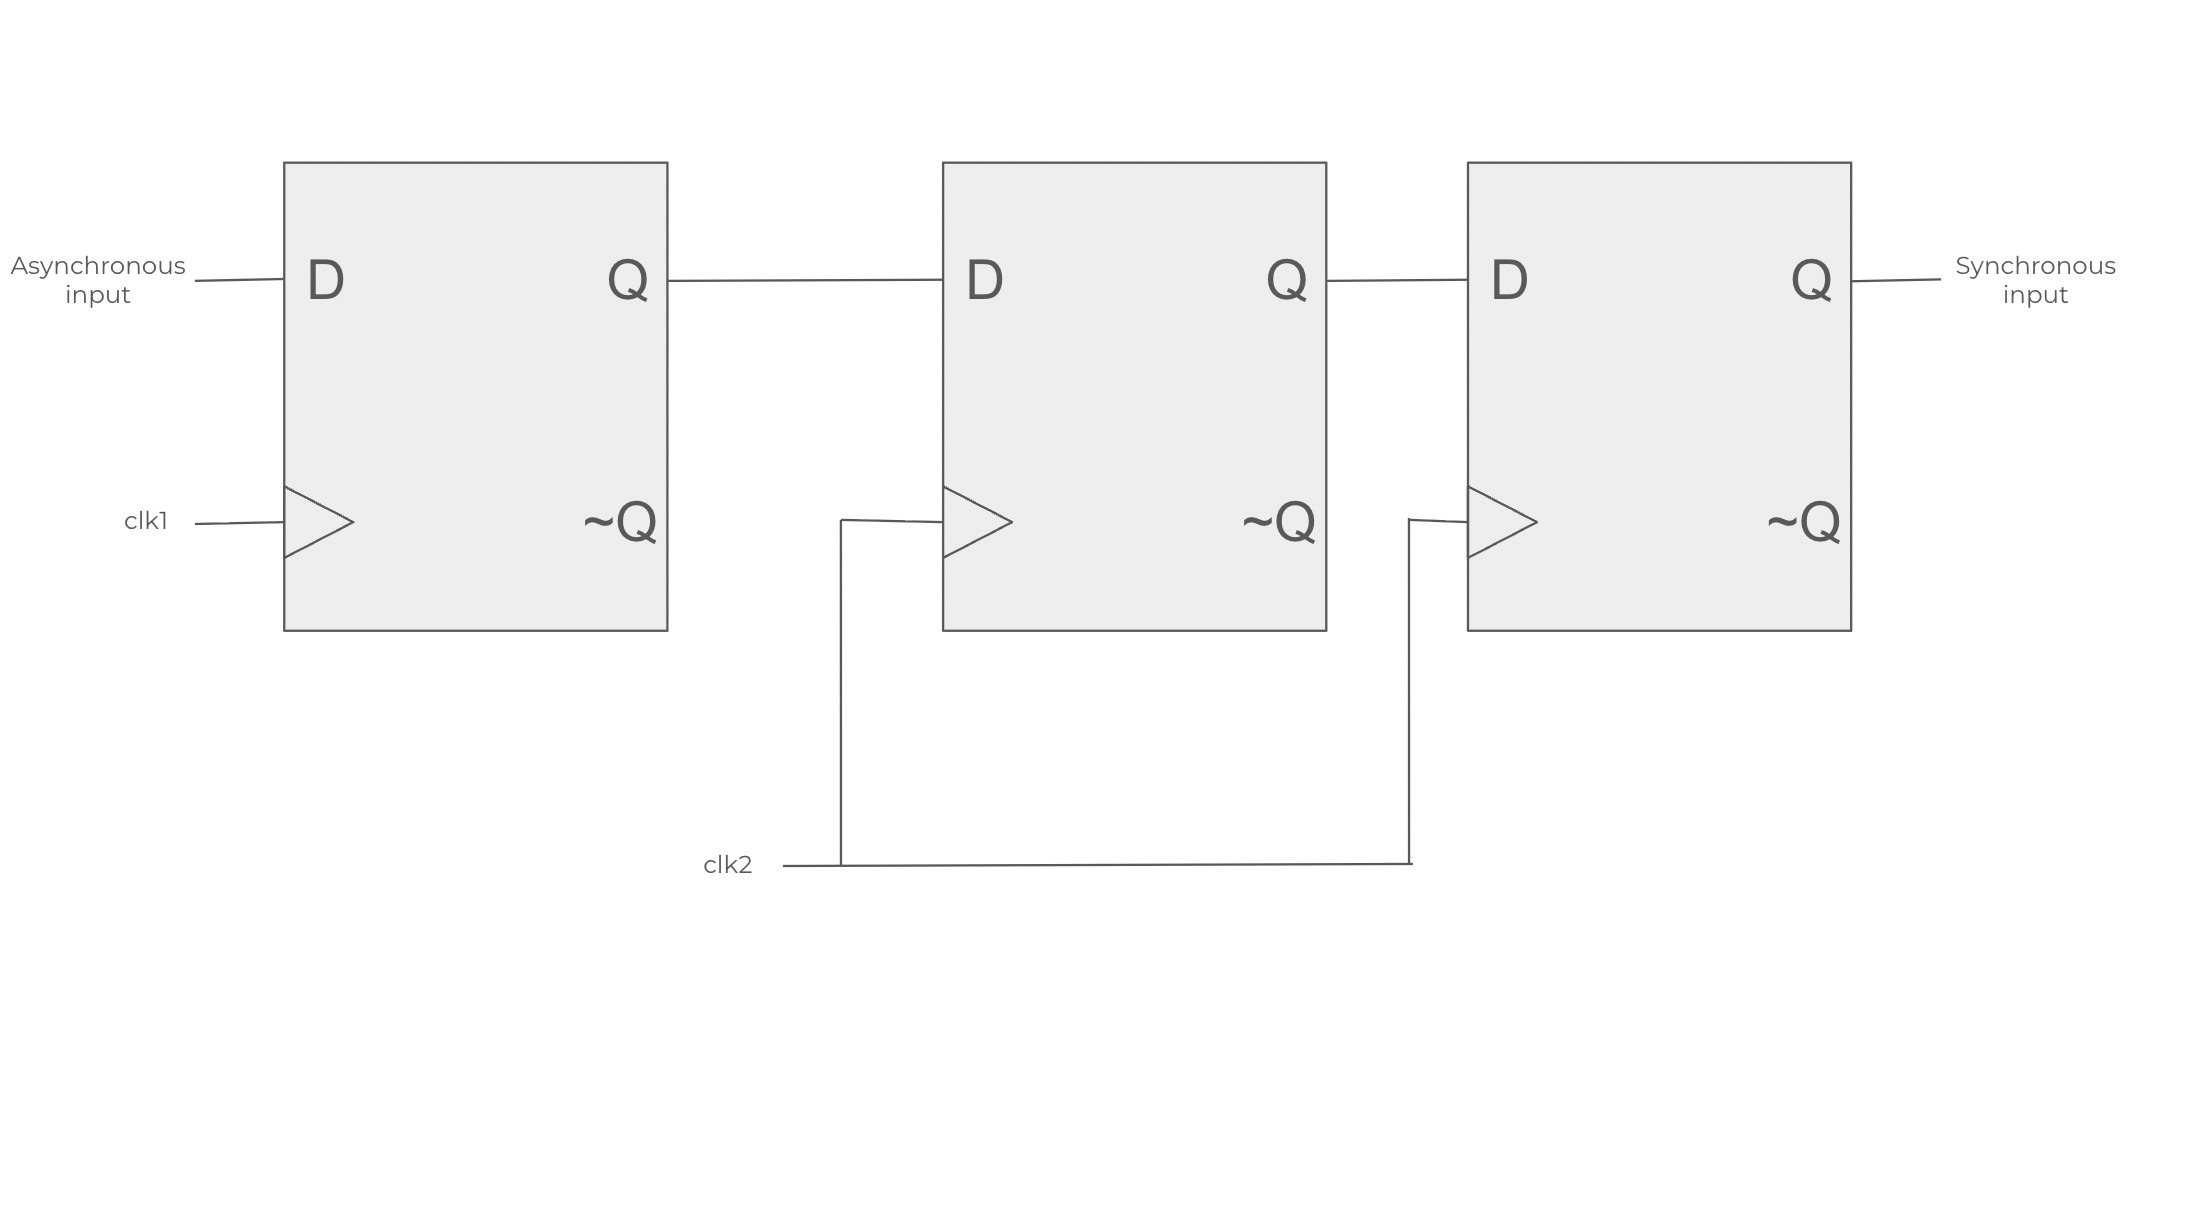 Asynchronous
input
D
Q
D
Q
D
Q
Synchronous
input
clk1
~Q
~Q
~Q
clk2